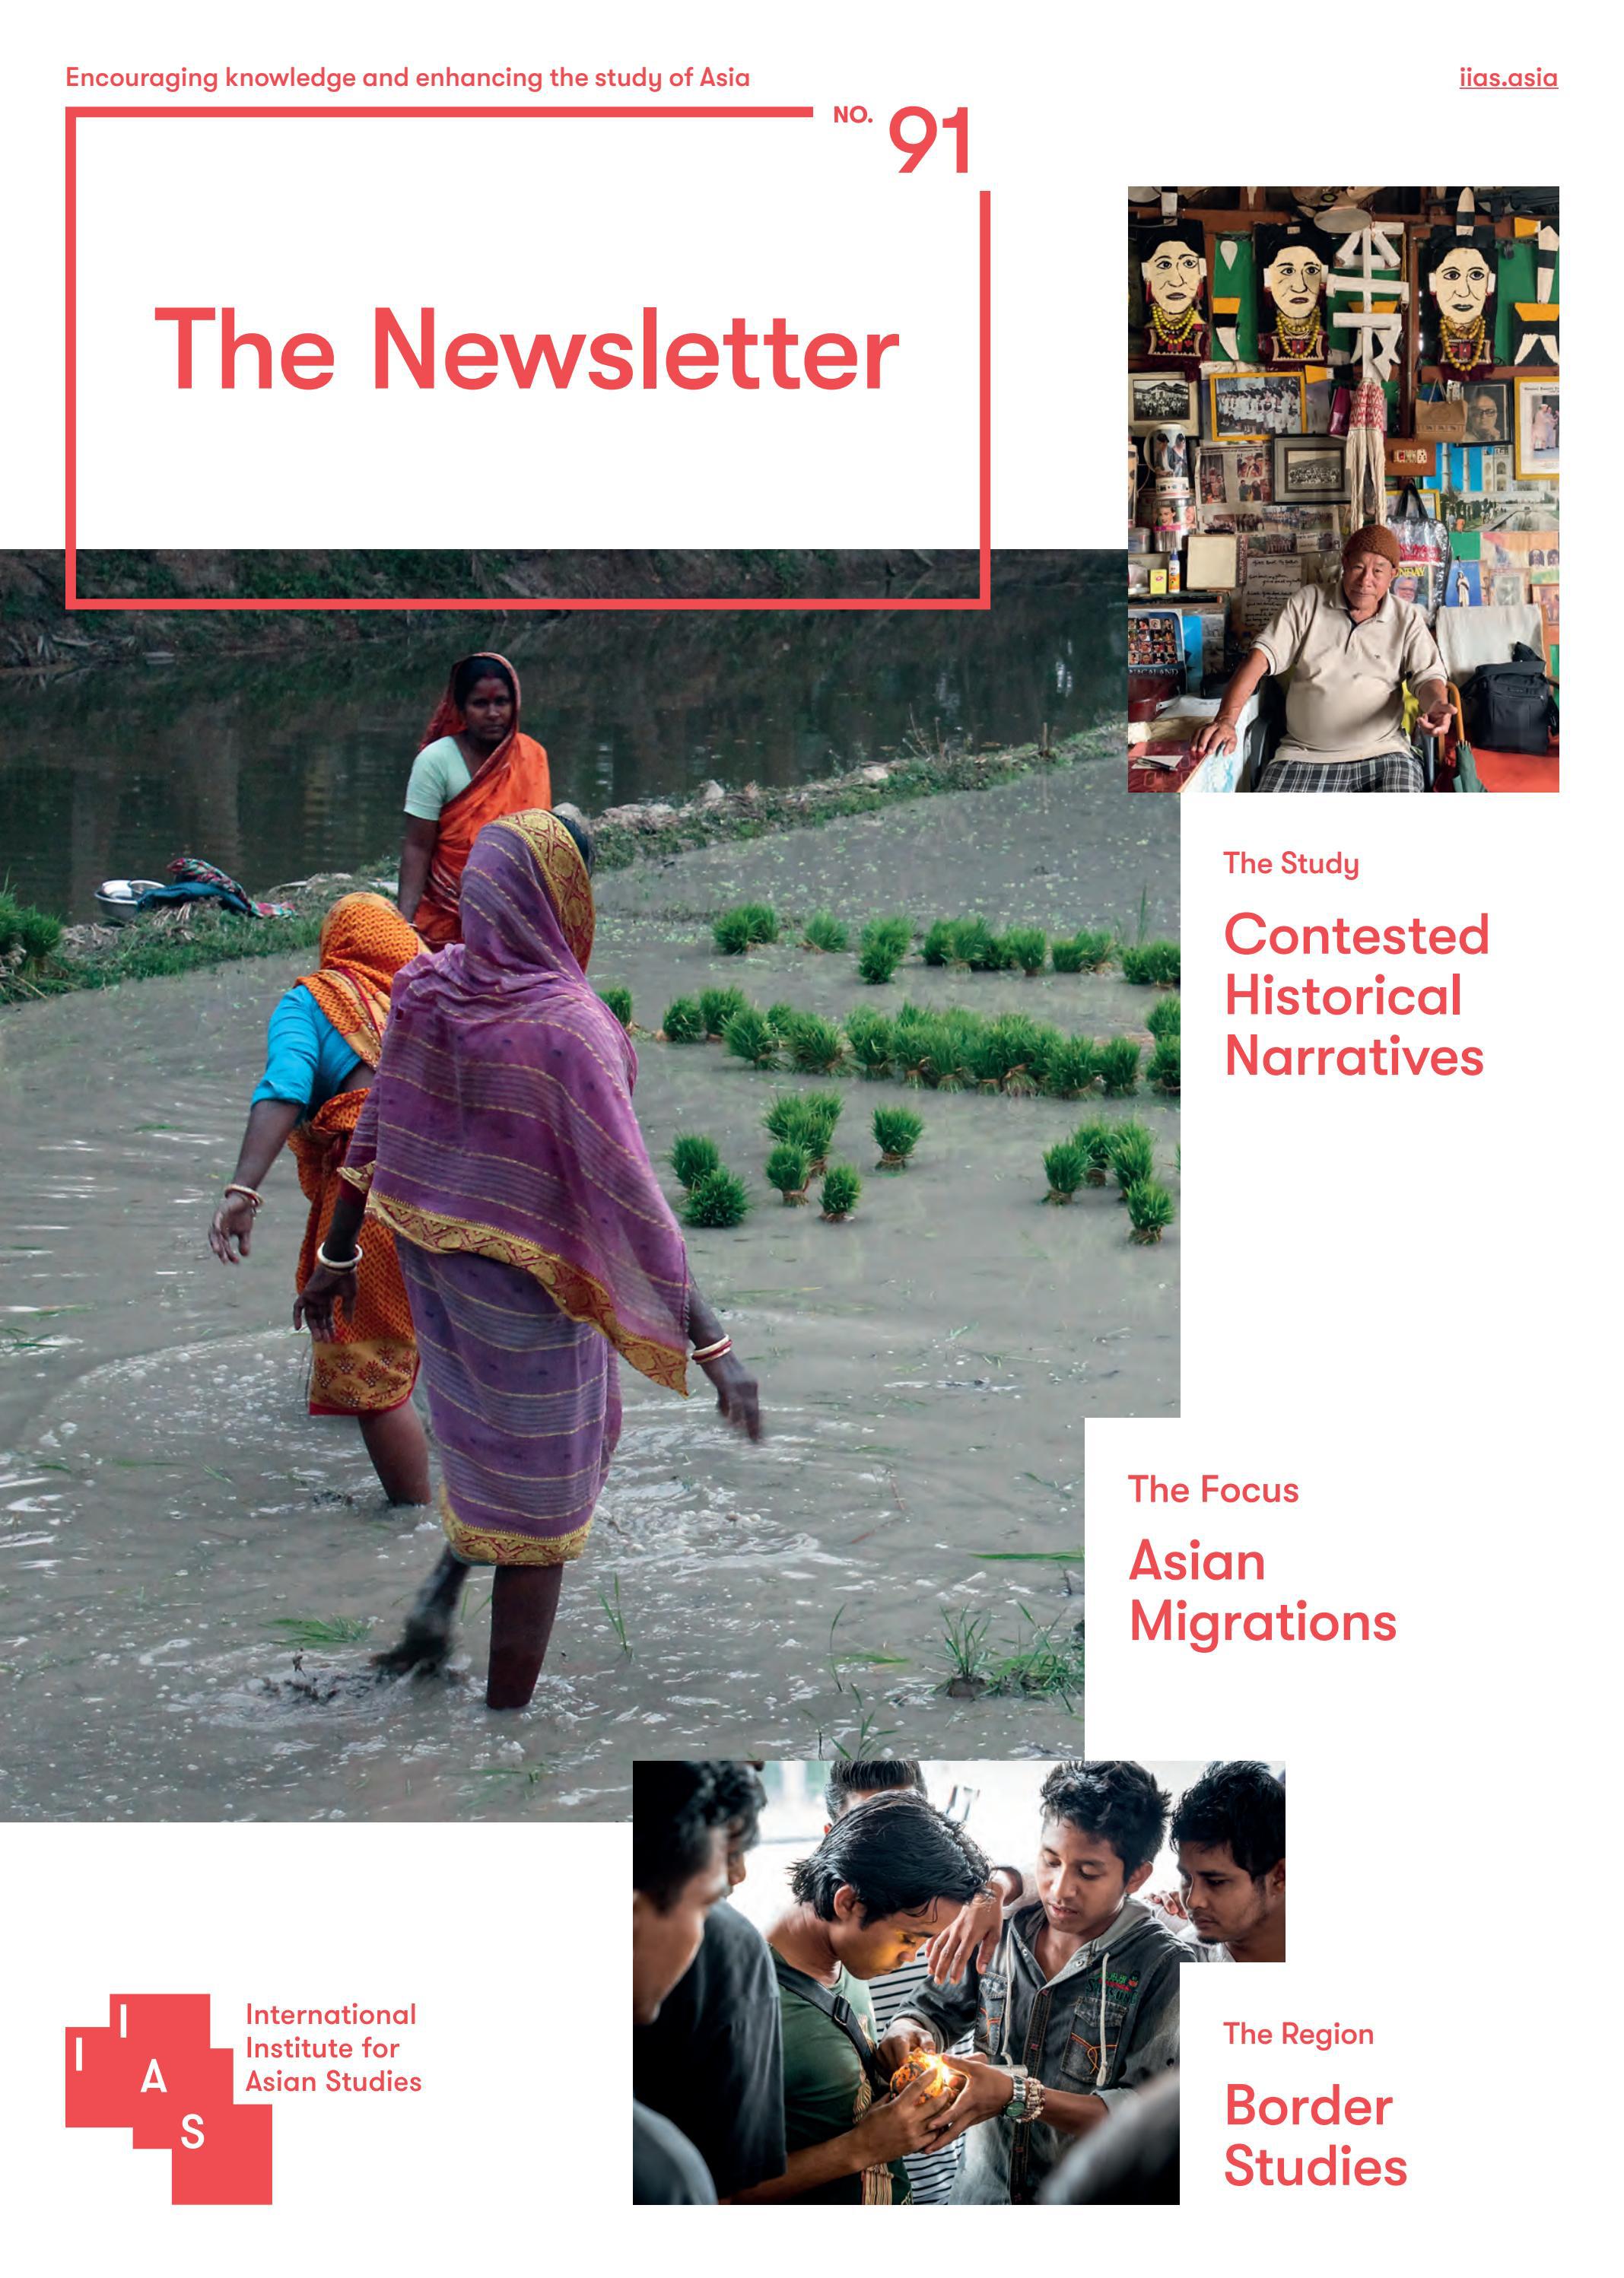 Encouraging knowledge and enhancing the study of Asia
iias.asia
NO. 91
The Newsletter
The Study
Contested
Historical
Narratives
The Focus
Asian
Migrations
The Region
Border
Studies
I
I
A
S
International
Institute for
Asian Studies